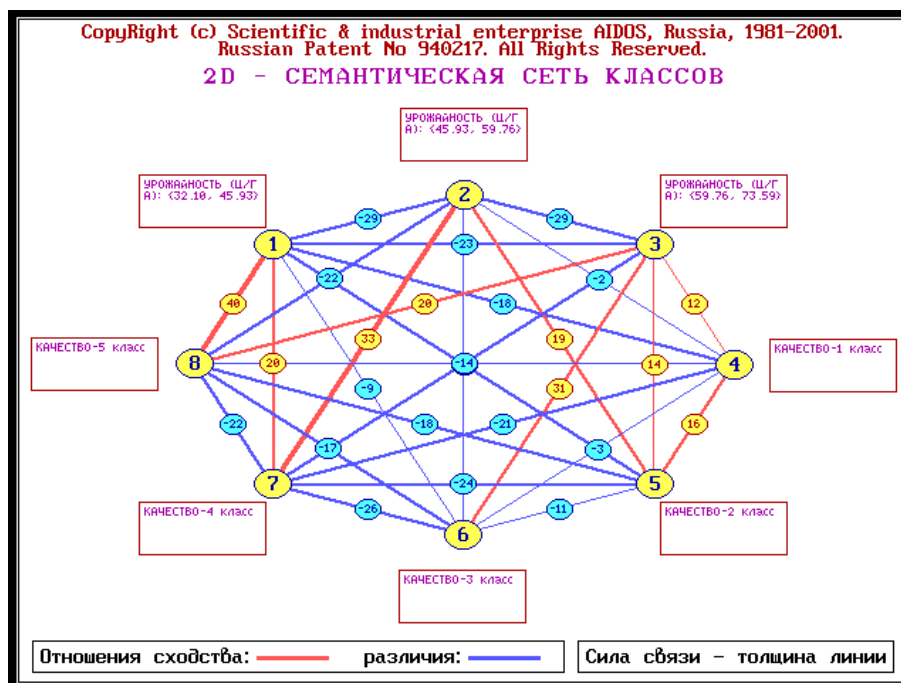 CopyRight (c) Scientific & industrial enterprise AIDOS, Russia, 1981-2001.
Russian Patent No 940217. All Rights Reserved.
2D - СЕМАНТИЧЕСКАЯ СЕТЬ КЛАССОВ
УРОЖАЙНОСТЬ (Ц/Г
А): {45.93, 59.76}
УРОЖАЙНОСТЬ (Ц/Г
А): {32.10, 45.93}
УРОЖАЙНОСТЬ (Ц/Г
А): {59.76, 73.59}
2
-29
-29
1
-23
3
-22
-2
40
20
-18
12
33
19
КАЧЕСТВО-5 класс
8
20
-14
14
4
КАЧЕСТВО-1 класс
-9
31
-22
-18
-21
16
-17
-3
7
-24
5
КАЧЕСТВО-4 класс
-26
-11
КАЧЕСТВО-2 класс
6
КАЧЕСТВО-3 класс
Отношения сходства: различия:
Сила связи - толщина линии